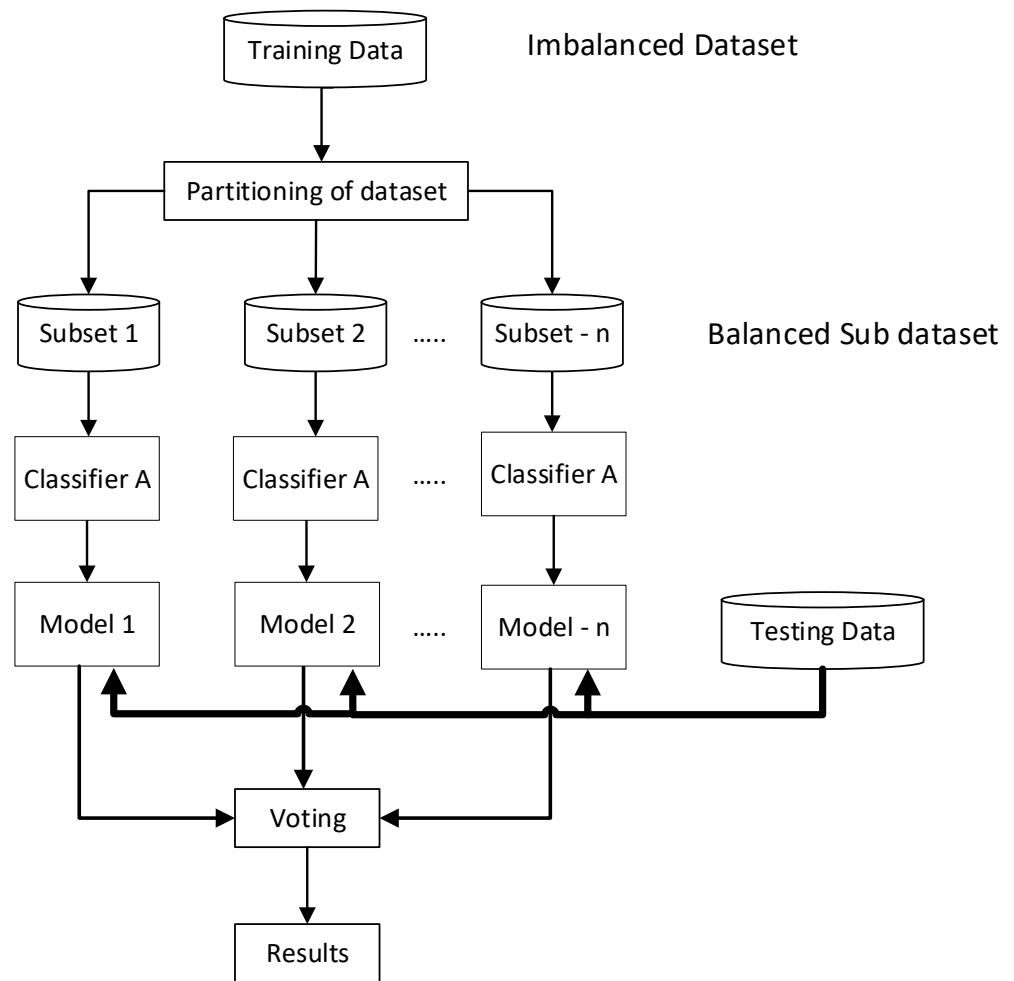 Training Data
Imbalanced Dataset
Partitioning of dataset
Subset 1
Subset 2
.....
Subset - n
Balanced Sub dataset
Classifier A
Classifier A
.....
Classifier A
Model 1
Model 2
.....
Model - n
Testing Data
Voting
Results